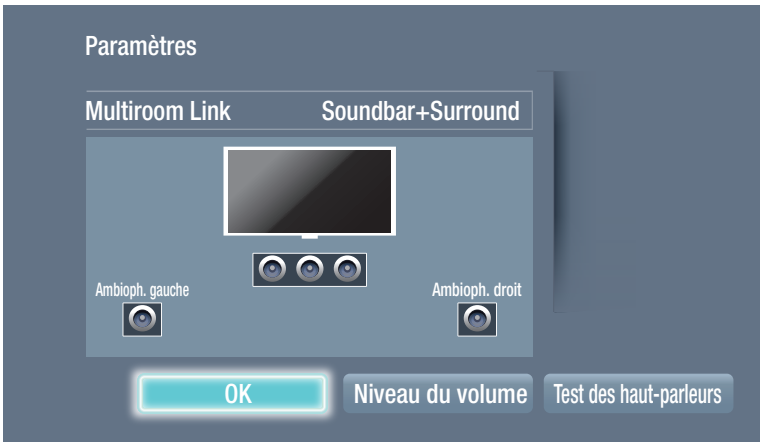 Paramètres
Multiroom Link Soundbar+Surround
Ambioph. gauche Ambioph. droit
OK Niveau du volume Test des haut-parleurs